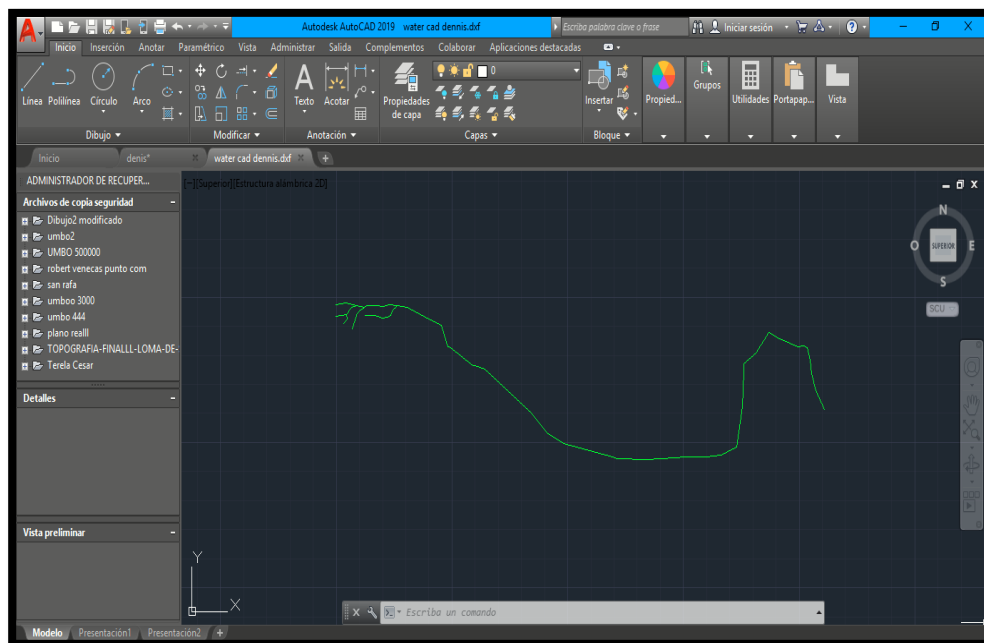 Autodesk AutoCAD 2019 water cad dennis.dxf
Escriba palabra clave o frase
Iniciar sesión
Inicio Inserción Anotar Paramétrico Vista Administrar Salida Complementos Colaborar Aplicaciones destacadas
0
Línea Polilínea Círculo Arco
Texto Acotar
Propiedades de capa
Insertar
Propied...
Grupos
Utilidades
Portapap...
Vista
Dibujo
Modificar
Anotación
Capas
Bloque
Inicio
denis*
water cad dennis.dxf
ADMINISTRADOR DE RECUPER...
[−][Superior][Estructura alámbrica 2D]
Archivos de copia seguridad
Dibujo2 modificado
umbo2
UMBO 500000
robert venecas punto com
san rafa
umboo 3000
umbo 444
plano realll
TOPOGRAFIA-FINALLL-LOMA-DE-
Terela Cesar
Detalles
Vista preliminar
N
O
SUPERIOR
E
S
SCU
Y
X
Escriba un comando
Modelo Presentación1 Presentación2 +